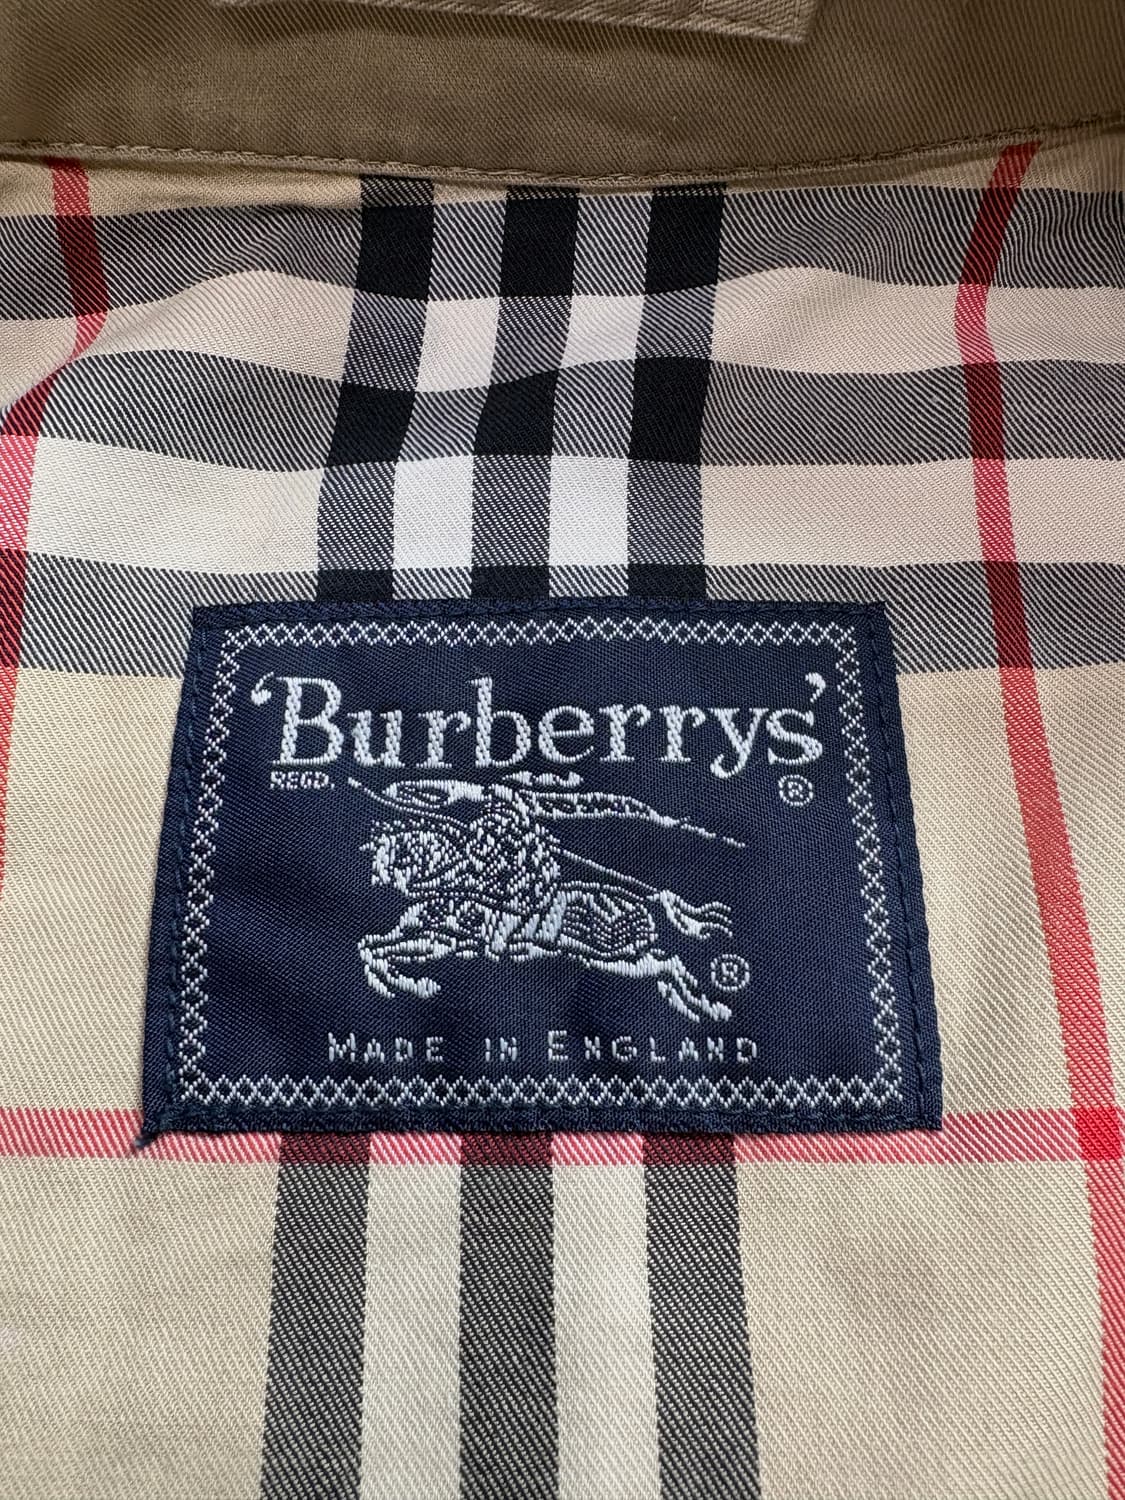 ‘Burberrys’
REGD. ®
®
MADE IN ENGLAND